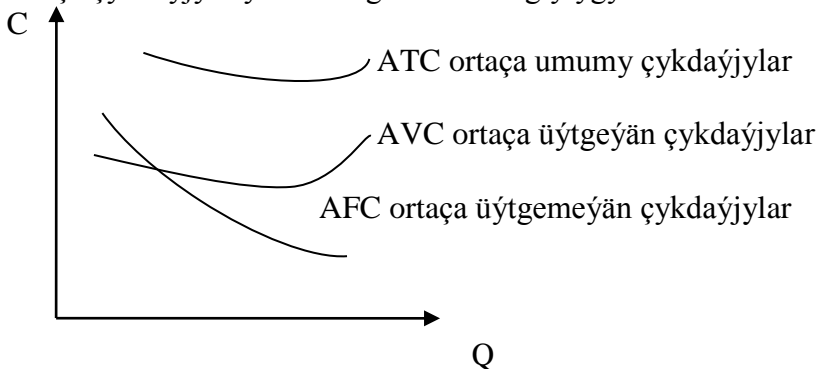 C
ATC ortaça umumy çykdaýjylar
AVC ortaça üýtgeýän çykdaýjylar
AFC ortaça üýtgemeýän çykdaýjylar
Q